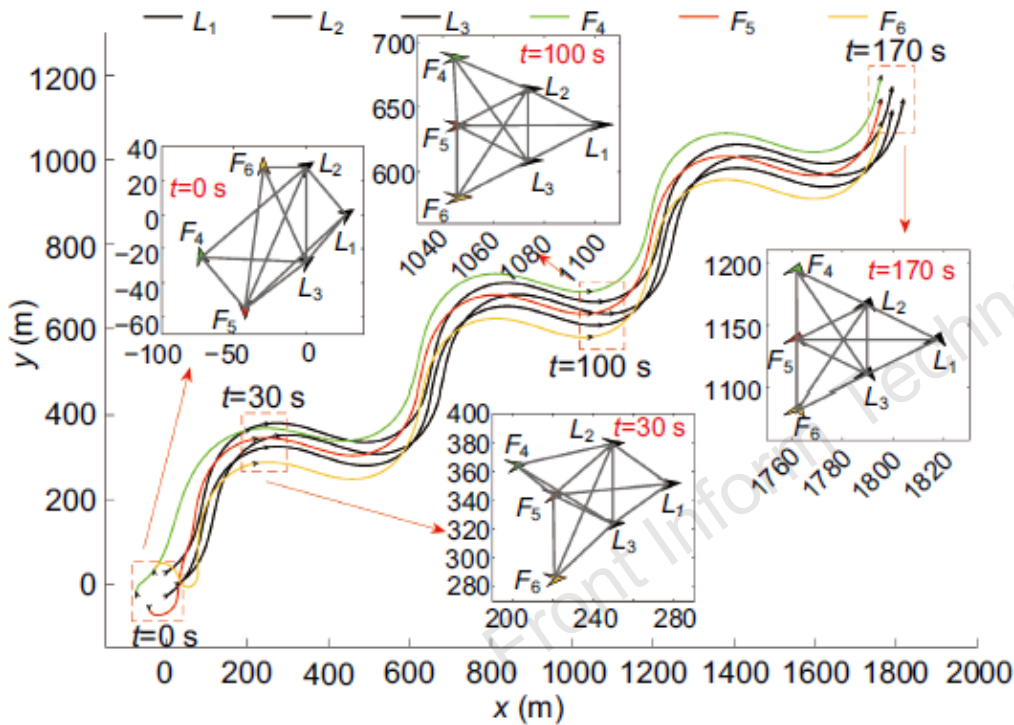 L1 L2 L3 F4 F5 F6
y (m)
1200
1000
800
600
400
200
0
0 200 400 600 800 1000 1200 1400 1600 1800 2000
x (m)
t=0 s
t=30 s
t=100 s
t=170 s
t=0 s
40
20
0
−20
−40
−60
−100 −50 0
F6
L2
L1
F4
L3
F5
t=100 s
700
650
600
1040 1060 1080 1100
F4
L2
F5
L1
L3
F6
t=30 s
400
380
360
340
320
300
280
200 240 280
F4
L2
F5
L1
L3
F6
t=170 s
1200
1150
1100
1760 1780 1800 1820
F4
L2
F5
L1
L3
F6
Front Inform Techn